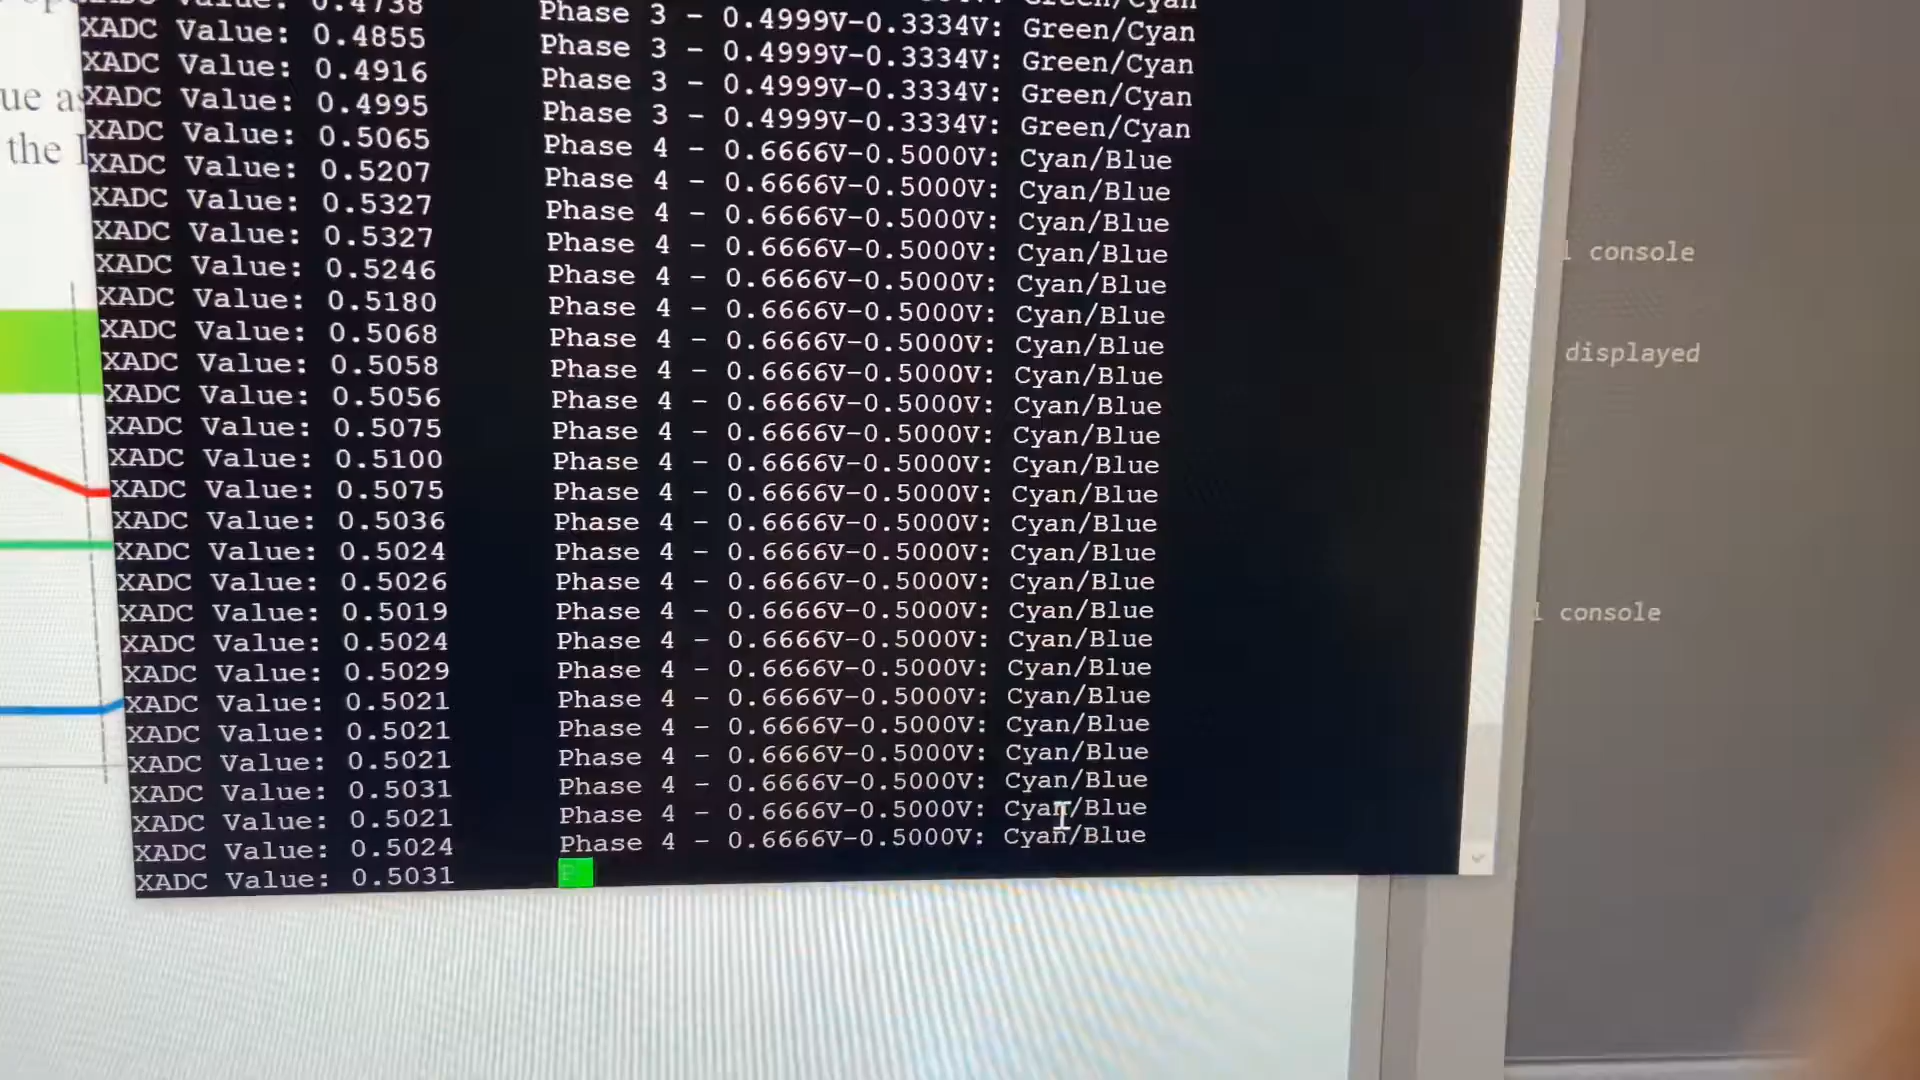 Value: 0.4738 Phase 3 - 0.4999V-0.3334V: Green/Cyan
XADC Value: 0.4855 Phase 3 - 0.4999V-0.3334V: Green/Cyan
XADC Value: 0.4916 Phase 3 - 0.4999V-0.3334V: Green/Cyan
XADC Value: 0.4995 Phase 3 - 0.4999V-0.3334V: Green/Cyan
XADC Value: 0.5065 Phase 4 - 0.6666V-0.5000V: Cyan/Blue
XADC Value: 0.5207 Phase 4 - 0.6666V-0.5000V: Cyan/Blue
XADC Value: 0.5327 Phase 4 - 0.6666V-0.5000V: Cyan/Blue
XADC Value: 0.5327 Phase 4 - 0.6666V-0.5000V: Cyan/Blue
XADC Value: 0.5246 Phase 4 - 0.6666V-0.5000V: Cyan/Blue
XADC Value: 0.5180 Phase 4 - 0.6666V-0.5000V: Cyan/Blue
XADC Value: 0.5068 Phase 4 - 0.6666V-0.5000V: Cyan/Blue
XADC Value: 0.5058 Phase 4 - 0.6666V-0.5000V: Cyan/Blue
XADC Value: 0.5056 Phase 4 - 0.6666V-0.5000V: Cyan/Blue
XADC Value: 0.5075 Phase 4 - 0.6666V-0.5000V: Cyan/Blue
XADC Value: 0.5100 Phase 4 - 0.6666V-0.5000V: Cyan/Blue
XADC Value: 0.5075 Phase 4 - 0.6666V-0.5000V: Cyan/Blue
XADC Value: 0.5036 Phase 4 - 0.6666V-0.5000V: Cyan/Blue
XADC Value: 0.5024 Phase 4 - 0.6666V-0.5000V: Cyan/Blue
XADC Value: 0.5026 Phase 4 - 0.6666V-0.5000V: Cyan/Blue
XADC Value: 0.5019 Phase 4 - 0.6666V-0.5000V: Cyan/Blue
XADC Value: 0.5024 Phase 4 - 0.6666V-0.5000V: Cyan/Blue
XADC Value: 0.5029 Phase 4 - 0.6666V-0.5000V: Cyan/Blue
XADC Value: 0.5021 Phase 4 - 0.6666V-0.5000V: Cyan/Blue
XADC Value: 0.5021 Phase 4 - 0.6666V-0.5000V: Cyan/Blue
XADC Value: 0.5021 Phase 4 - 0.6666V-0.5000V: Cyan/Blue
XADC Value: 0.5031 Phase 4 - 0.6666V-0.5000V: Cyan/Blue
XADC Value: 0.5021 Phase 4 - 0.6666V-0.5000V: Cyan/Blue
XADC Value: 0.5024 Phase 4 - 0.6666V-0.5000V: Cyan/Blue
XADC Value: 0.5031
ue as
the
console
displayed
console